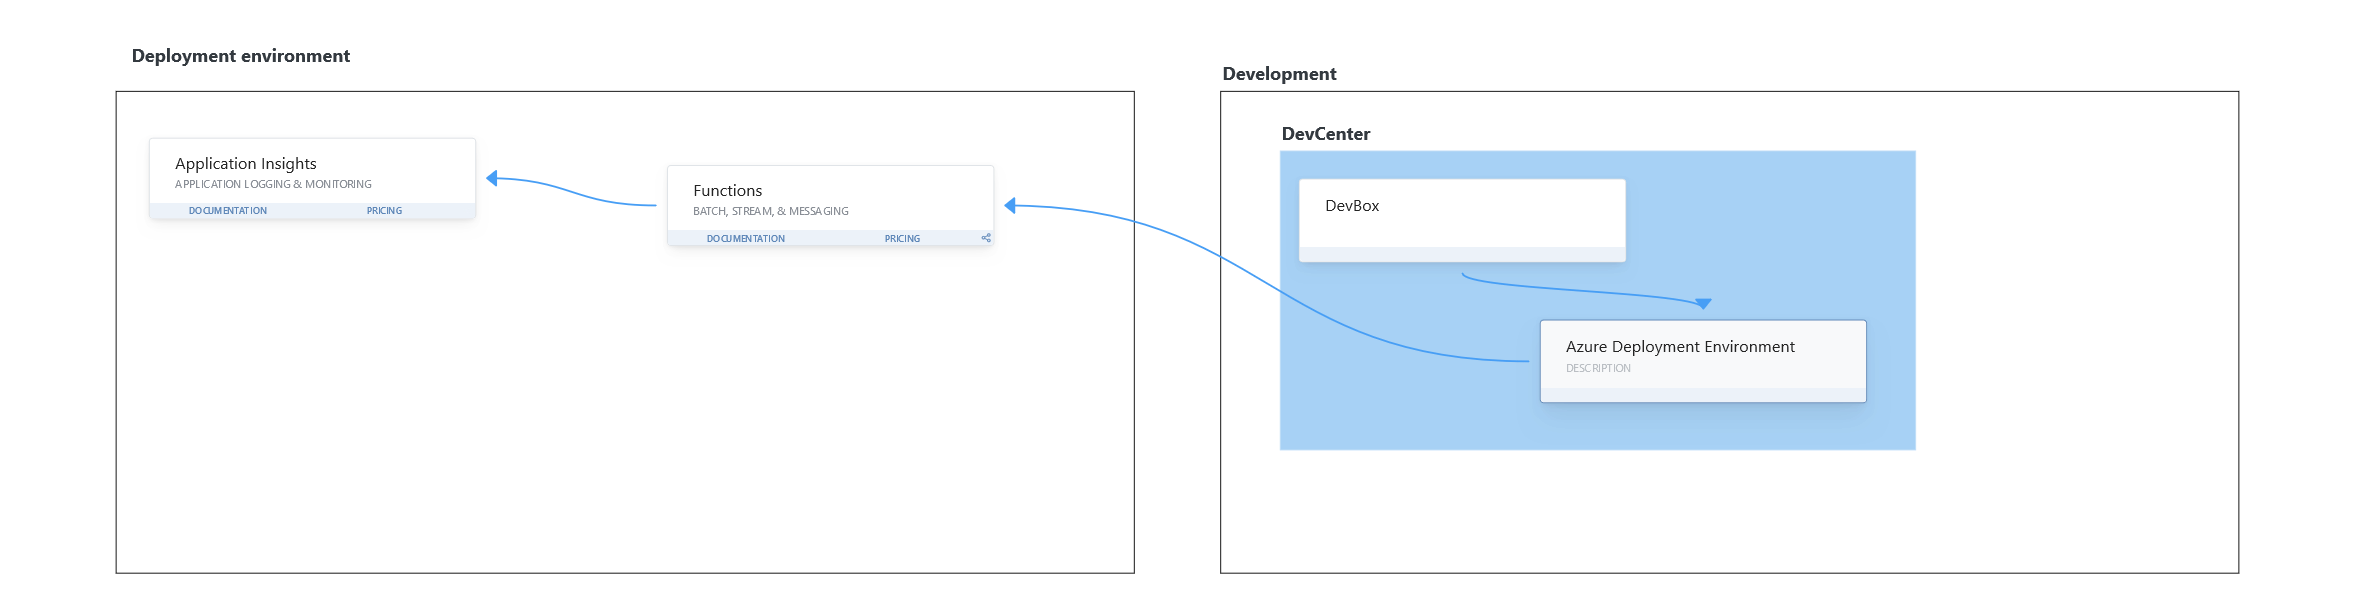 Deployment environment
Application Insights
APPLICATION LOGGING & MONITORING
DOCUMENTATION PRICING
Functions
BATCH, STREAM, & MESSAGING
DOCUMENTATION PRICING
Development
DevCenter
DevBox
Azure Deployment Environment
DESCRIPTION